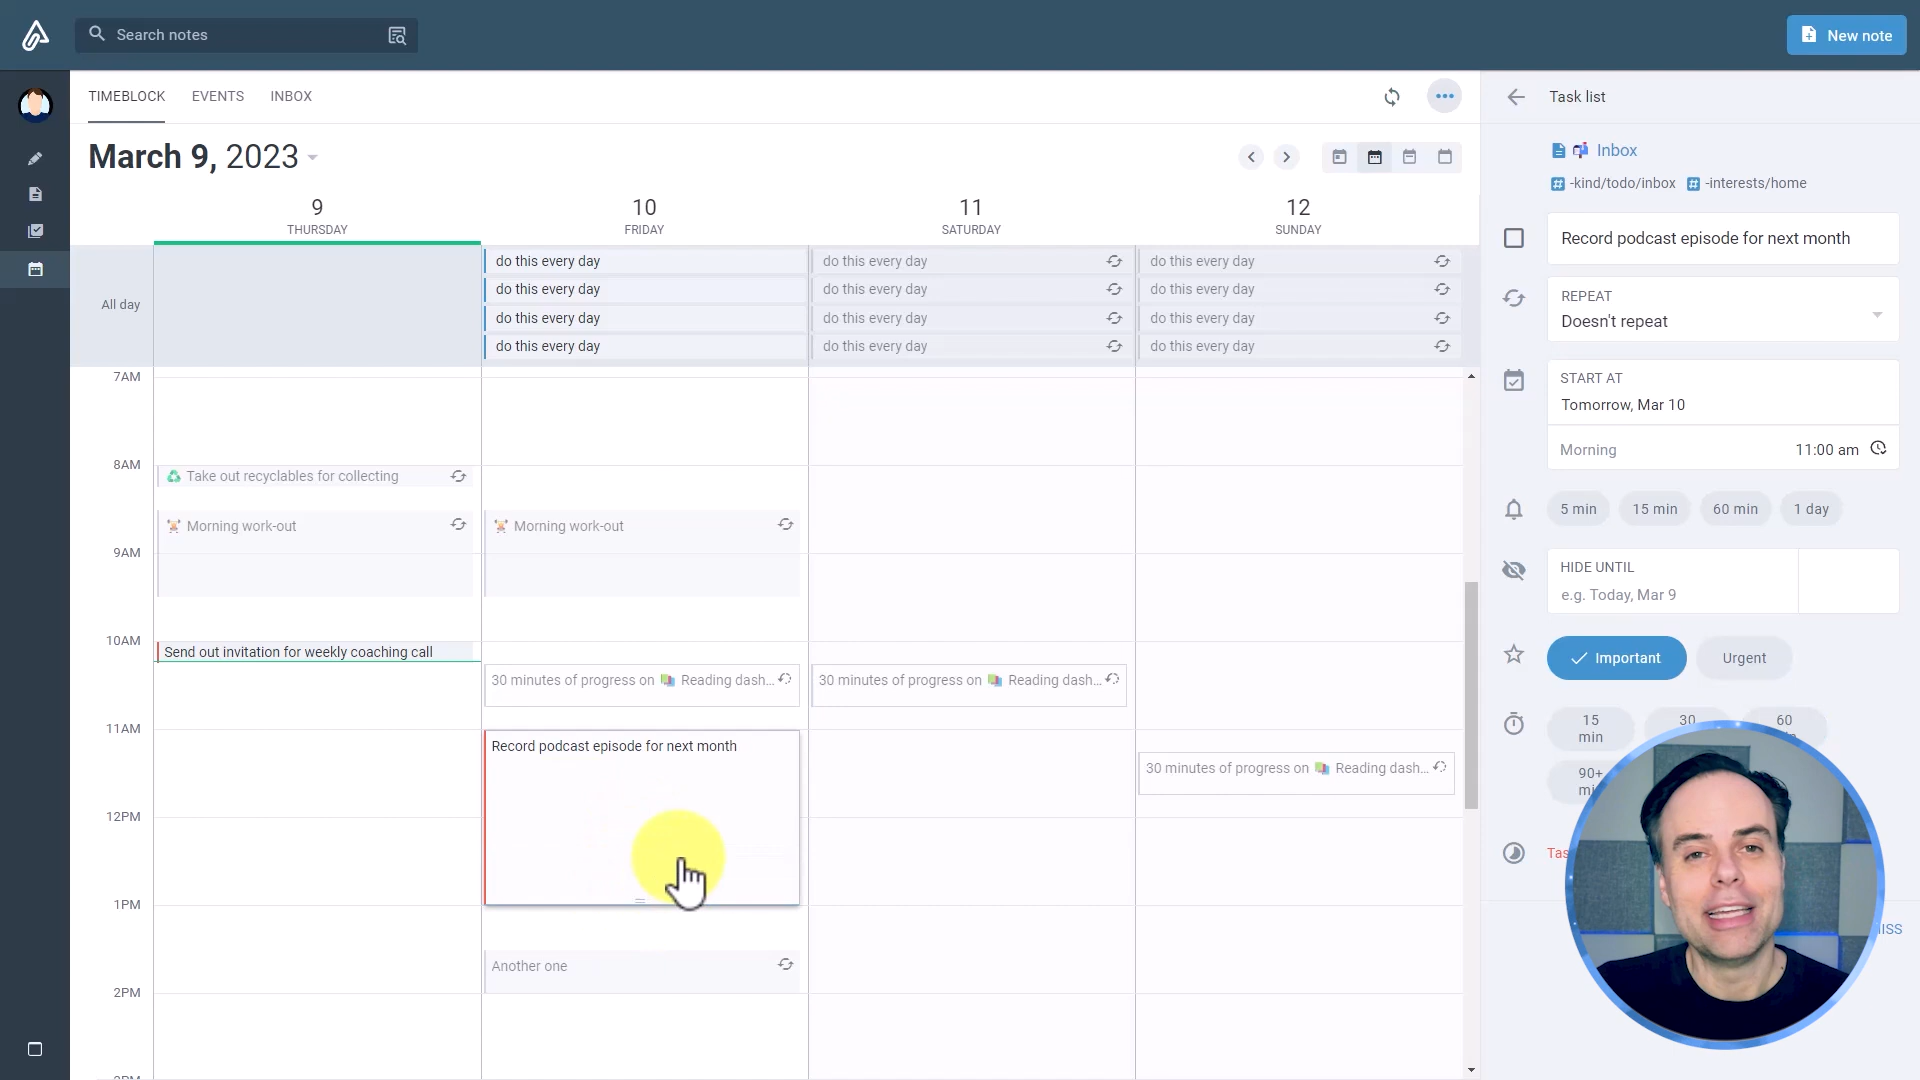 Search notes
New note
TIMEBLOCK EVENTS INBOX
March 9, 2023
9 THURSDAY
10 FRIDAY
11 SATURDAY
12 SUNDAY
All day
do this every day do this every day do this every day
do this every day do this every day do this every day
do this every day do this every day do this every day
do this every day do this every day do this every day
7AM
8AM
♻️ Take out recyclables for collecting
Morning work-out Morning work-out
9AM
10AM
Send out invitation for weekly coaching call
30 minutes of progress on Reading dash... 30 minutes of progress on Reading dash...
11AM
Record podcast episode for next month
30 minutes of progress on Reading dash...
12PM
1PM
Another one
2PM
Task list
Inbox
-kind/todo/inbox -interests/home
Record podcast episode for next month
REPEAT
Doesn't repeat
START AT
Tomorrow, Mar 10
Morning 11:00 am
5 min 15 min 60 min 1 day
HIDE UNTIL
e.g. Today, Mar 9
Important Urgent
15 min
30
60
90+